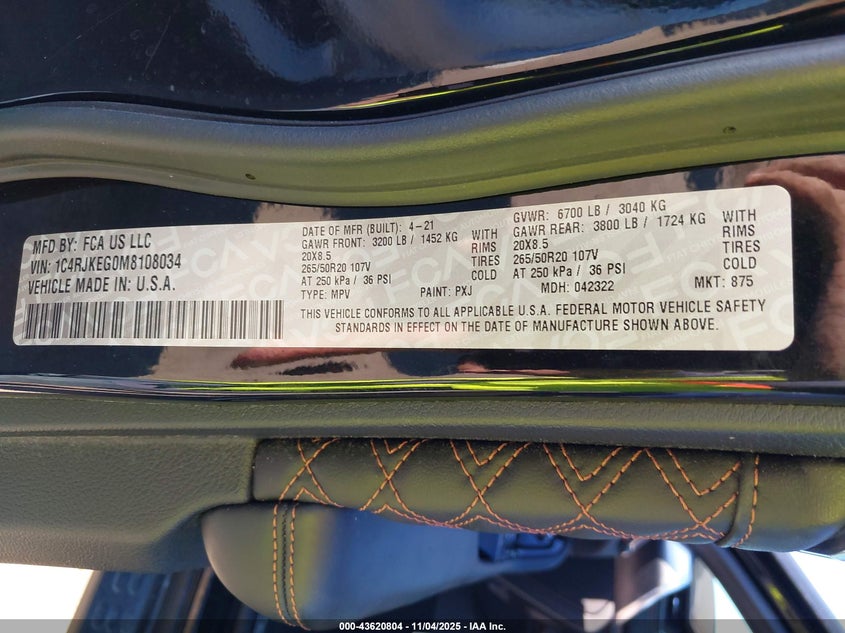 MFD BY: FCA US LLC
VIN: 1C4RJKEG0M8108034
VEHICLE MADE IN: U.S.A.
DATE OF MFR (BUILT): 4-21
GAWR FRONT: 3200 LB / 1452 KG WITH
20X8.5 RIMS
265/50R20 107V TIRES
AT 250 kPa / 36 PSI COLD
TYPE: MPV PAINT: PXJ
GVWR: 6700 LB / 3040 KG
GAWR REAR: 3800 LB / 1724 KG WITH
20X8.5 RIMS
265/50R20 107V TIRES
AT 250 kPa / 36 PSI COLD
MDH: 042322 MKT: 875
THIS VEHICLE CONFORMS TO ALL APPLICABLE U.S.A. FEDERAL MOTOR VEHICLE SAFETY
STANDARDS IN EFFECT ON THE DATE OF MANUFACTURE SHOWN ABOVE.
000-43620804 - 11/04/2025 - IAA Inc.